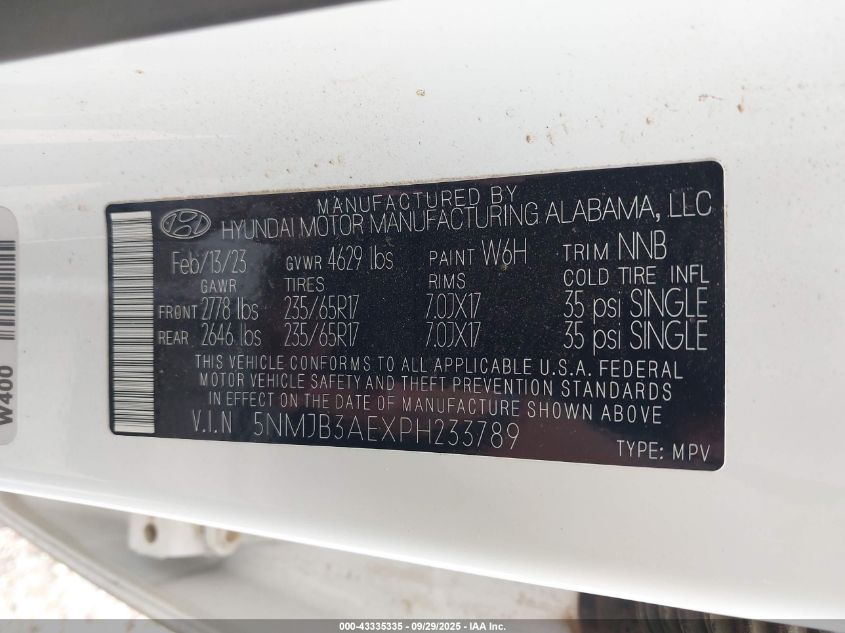 MANUFACTURED BY
HYUNDAI MOTOR MANUFACTURING ALABAMA, LLC
Feb/13/23 GVWR 4629 lbs PAINT W6H TRIM NNB
GAWR TIRES RIMS COLD TIRE INFL
FRONT 2778 lbs 235/65R17 7.0JX17 35 psi SINGLE
REAR 2646 lbs 235/65R17 7.0JX17 35 psi SINGLE
THIS VEHICLE CONFORMS TO ALL APPLICABLE U.S.A. FEDERAL
MOTOR VEHICLE SAFETY AND THEFT PREVENTION STANDARDS
IN EFFECT ON THE DATE OF MANUFACTURE SHOWN ABOVE.
V.I.N 5NMJB3AEXPH233789
TYPE: MPV
W400
000-43335335 - 09/29/2025 - IAA Inc.